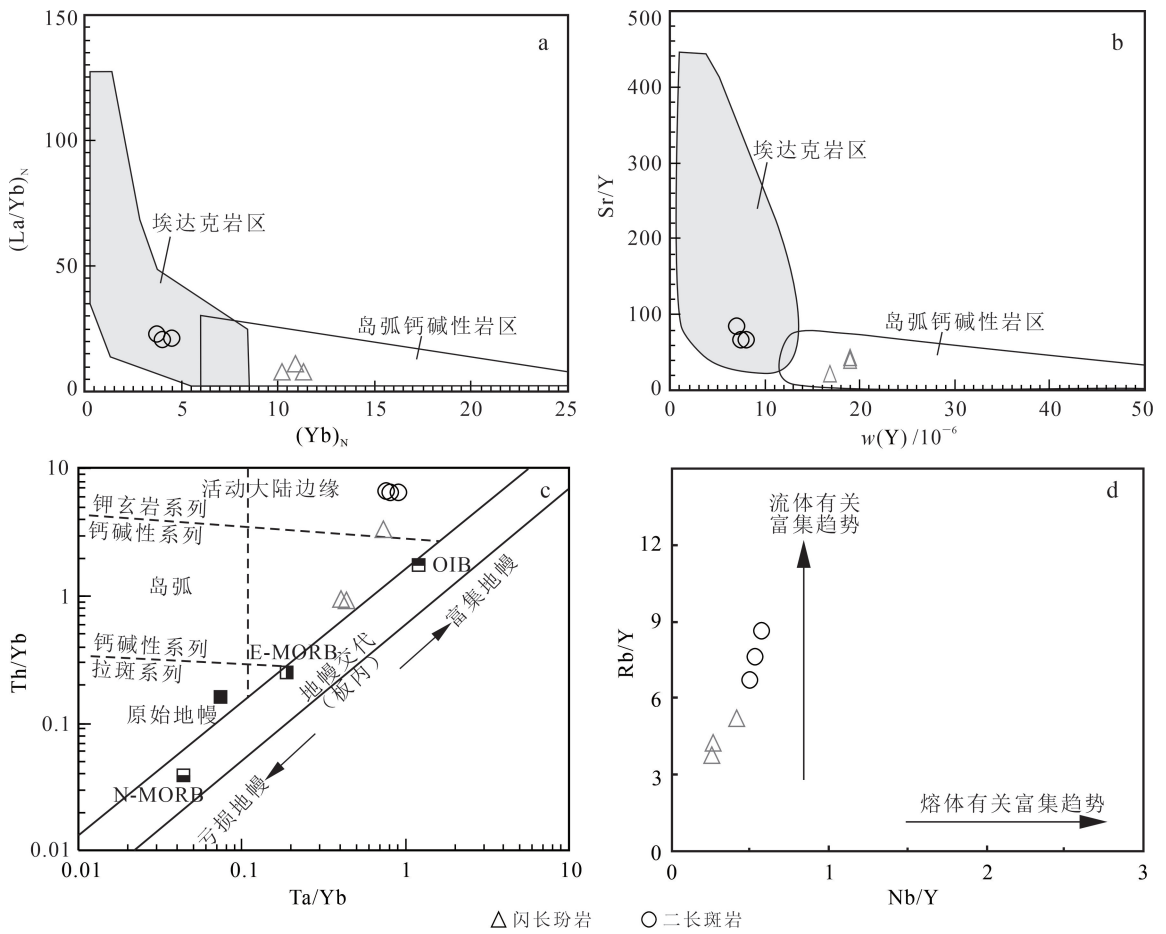 150
a
100
(La/Yb)N
埃达克岩区
50
岛弧钙碱性岩区
0
0
5
10
15
20
25
(Yb)N
500
b
400
埃达克岩区
300
Sr/Y
200
岛弧钙碱性岩区
100
0
0
10
20
30
40
50
w(Y) /10−6
10
活动大陆边缘
c
钾玄岩系列
钙碱性系列
OIB
岛弧
富集地幔
1
Th/Yb
钙碱性系列
E-MORB
拉斑系列
地幔交代
(板内)
原始地幔
0.1
N-MORB
亏损地幔
0.01
0.01
0.1
1
10
Ta/Yb
d
流体有关
富集趋势
12
9
Rb/Y
6
3
熔体有关富集趋势
0
0
1
2
3
Nb/Y
闪长玢岩
二长斑岩